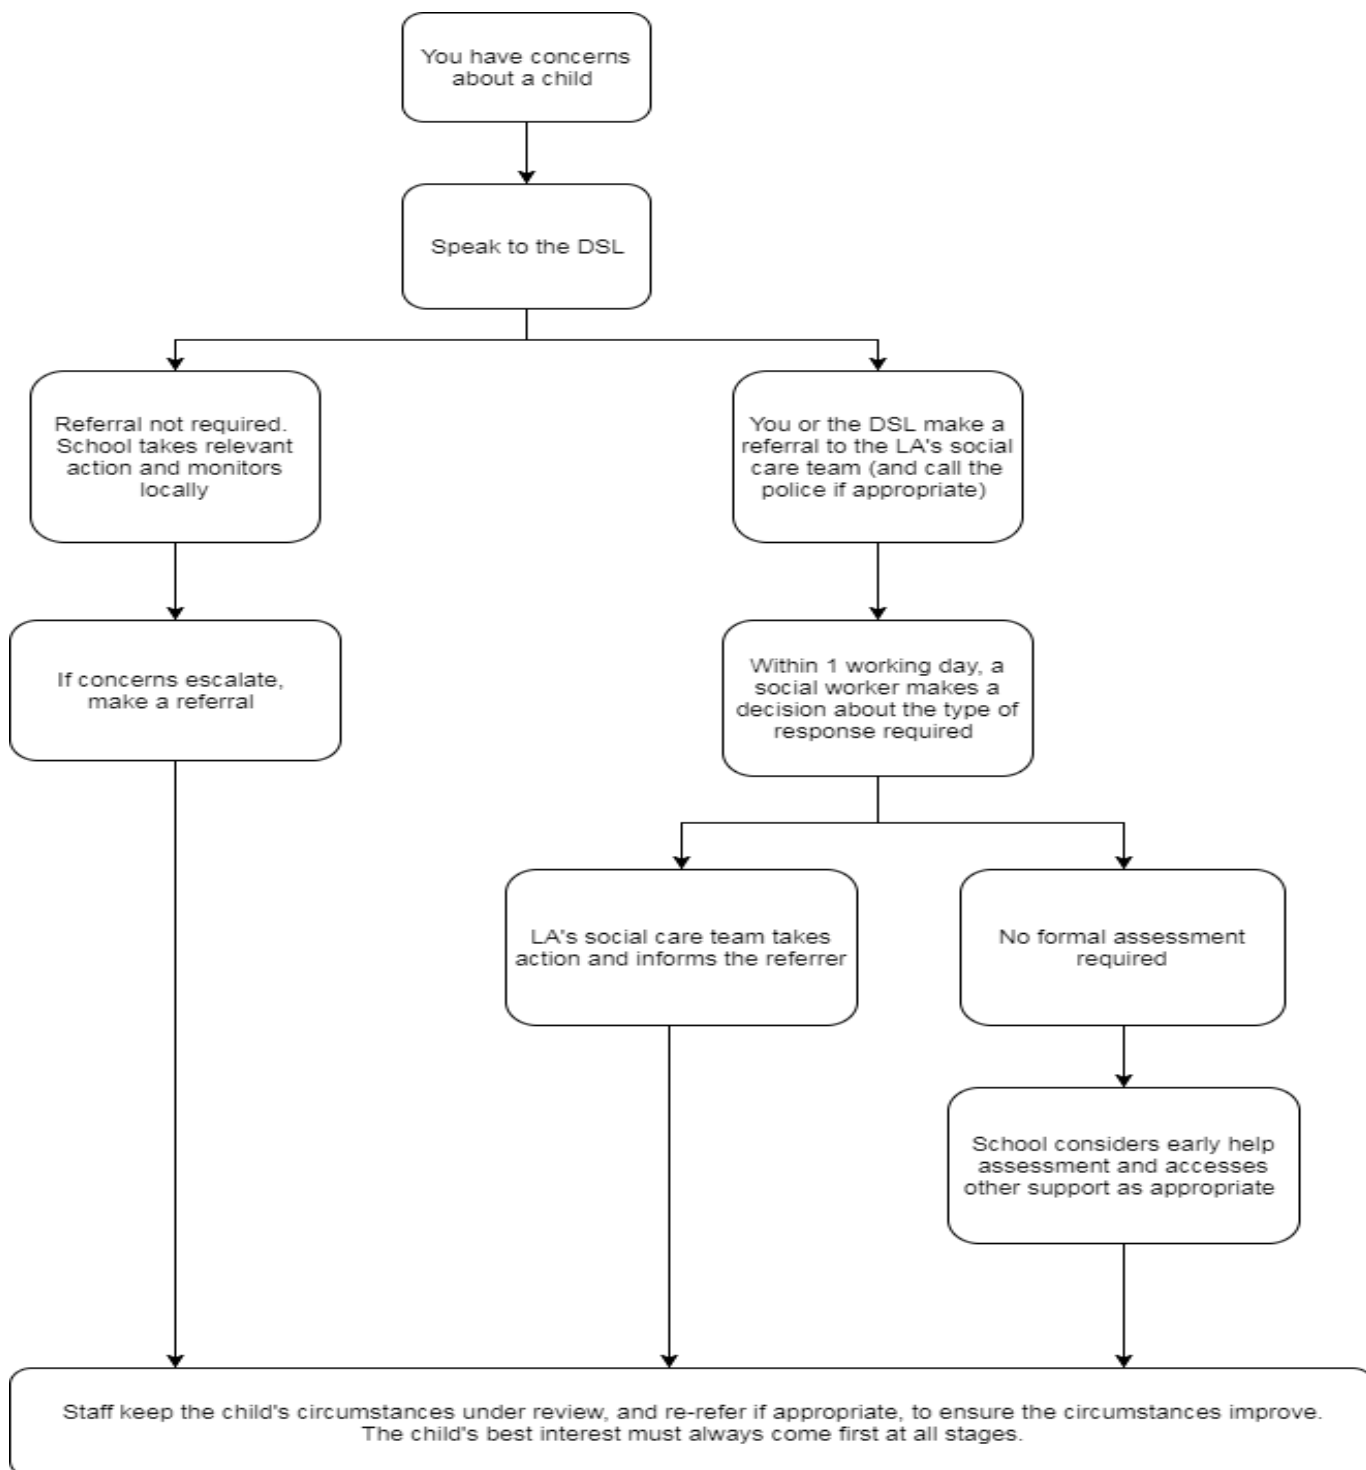 You have concerns
about a child
Speak to the DSL
Referral not required.
School takes relevant
action and monitors
locally
You or the DSL make a
referral to the LA's social
care team (and call the
police if appropriate)
If concerns escalate,
make a referral
Within 1 working day, a
social worker makes a
decision about the type of
response required
LA's social care team takes
action and informs the referrer
No formal assessment
required
School considers early help
assessment and accesses
other support as appropriate
Staff keep the child's circumstances under review, and re-refer if appropriate, to ensure the circumstances improve.
The child's best interest must always come first at all stages.